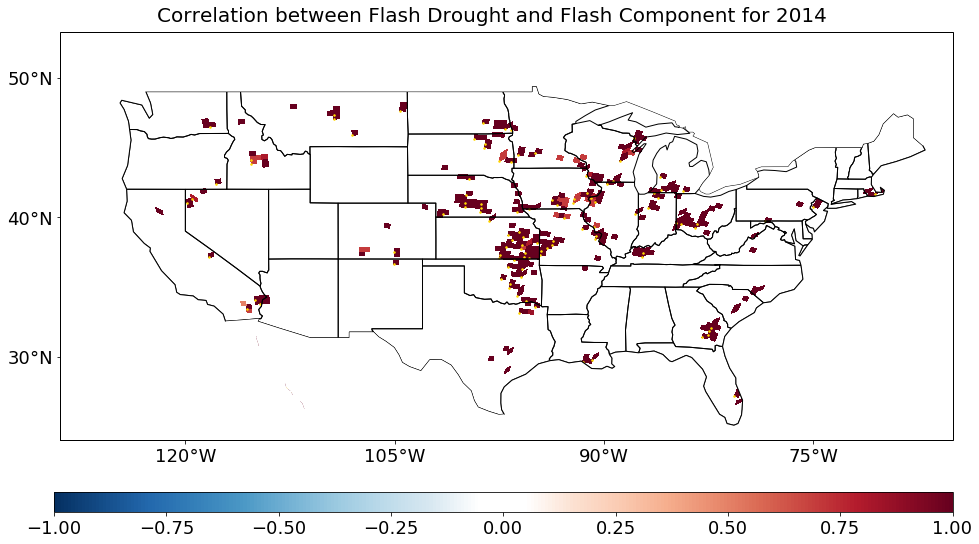 Correlation between Flash Drought and Flash Component for 2014
50°N
40°N
30°N
120°W 105°W 90°W 75°W
−1.00 −0.75 −0.50 −0.25 0.00 0.25 0.50 0.75 1.00